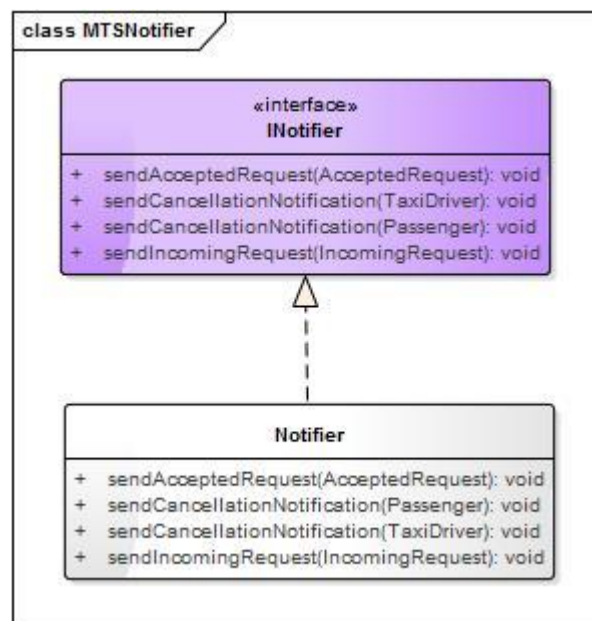 class MTSNotifier
«interface»
INotifier
+ sendAcceptedRequest(AcceptedRequest): void
+ sendCancellationNotification(TaxiDriver): void
+ sendCancellationNotification(Passenger): void
+ sendIncomingRequest(IncomingRequest): void
Notifier
+ sendAcceptedRequest(AcceptedRequest): void
+ sendCancellationNotification(Passenger): void
+ sendCancellationNotification(TaxiDriver): void
+ sendIncomingRequest(IncomingRequest): void